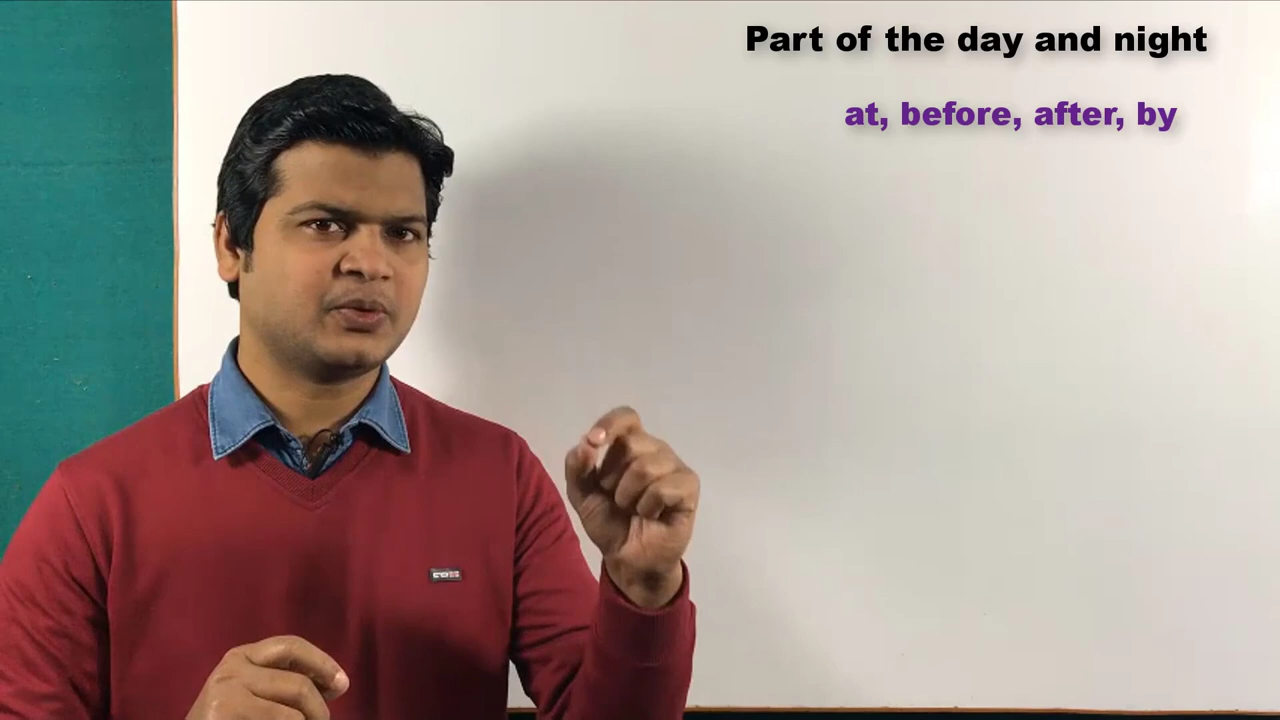 Part of the day and night
at, before, after, by